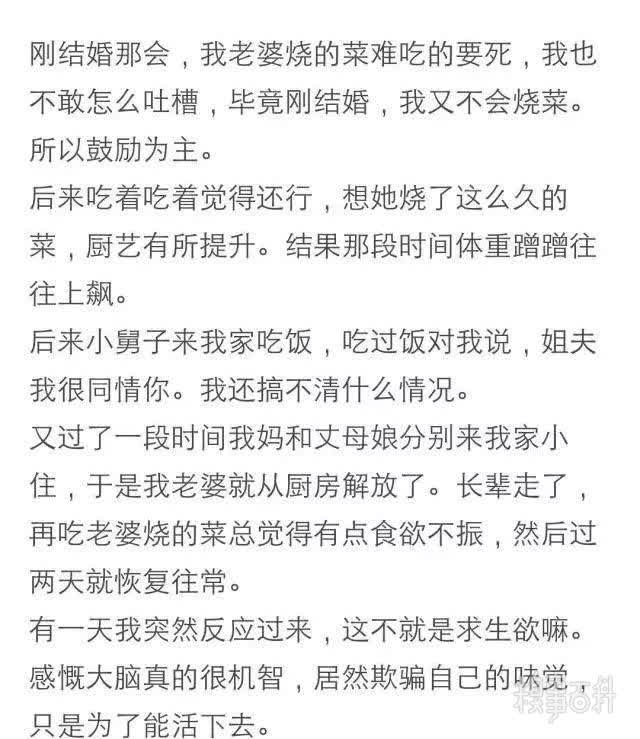 刚结婚那会，我老婆烧的菜难吃的要死，我也
不敢怎么吐槽，毕竟刚结婚，我又不会烧菜。
所以鼓励为主。
后来吃着吃着觉得还行，想她烧了这么久的
菜，厨艺有所提升。结果那段时间体重蹭蹭往
往上飙。
后来小舅子来我家吃饭，吃过饭对我说，姐夫
我很同情你。我还搞不清什么情况。
又过了一段时间我妈和丈母娘分别来我家小
住，于是我老婆就从厨房解放了。长辈走了，
再吃老婆烧的菜总觉得有点食欲不振，然后过
两天就恢复往常。
有一天我突然反应过来，这不就是求生欲嘛。
感慨大脑真的很机智，居然欺骗自己的味觉，
只是为了能活下去。
糗事百科